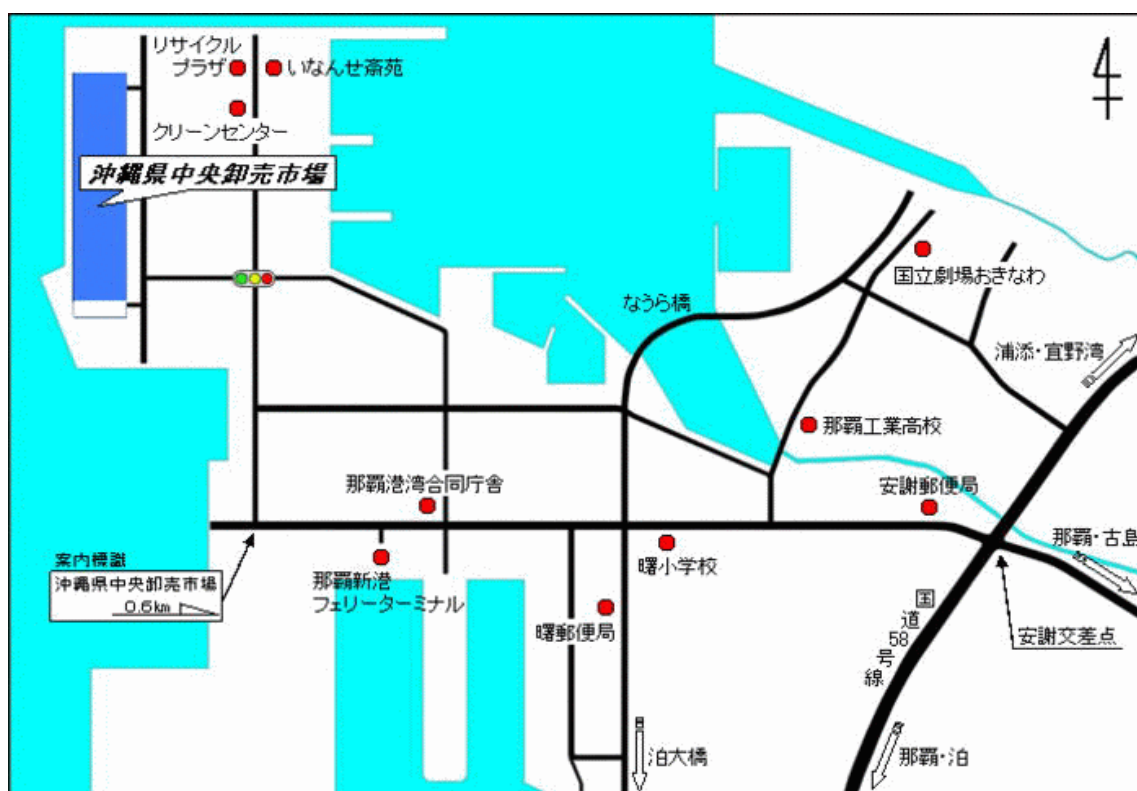 リサイクル
プラザ
いなんせ斎苑
クリーンセンター
沖縄県中央卸売市場
国立劇場おきなわ
なうら橋
浦添・宜野湾
那覇工業高校
那覇港湾合同庁舎
安謝郵便局
案内標識
沖縄県中央卸売市場
0.6km
那覇新港
フェリーターミナル
曙小学校
那覇・古島
曙郵便局
国道58号線
安謝交差点
泊大橋
那覇・泊